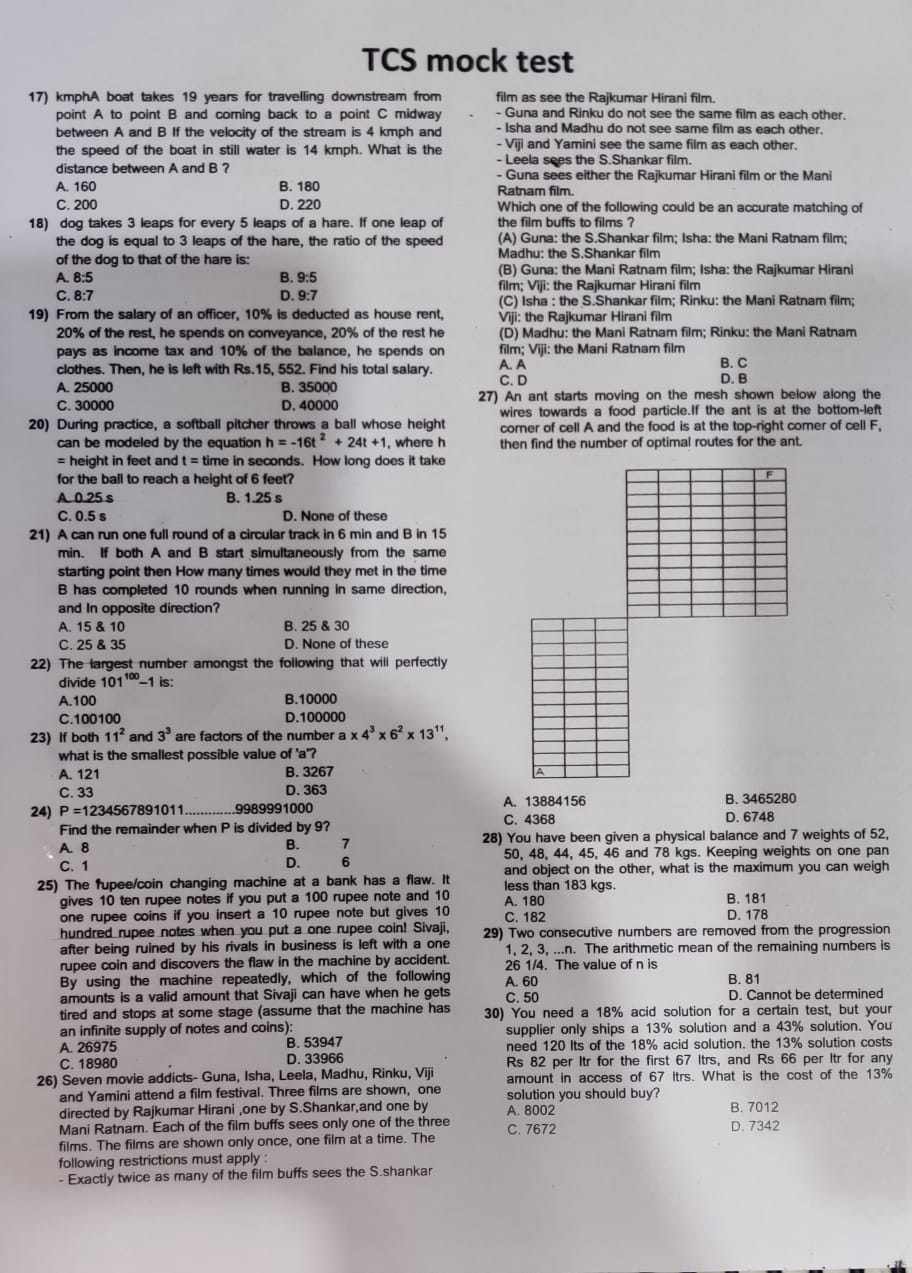 TCS mock test
17) kmphA boat takes 19 years for travelling downstream from
point A to point B and coming back to a point C midway
between A and B If the velocity of the stream is 4 kmph and
the speed of the boat in still water is 14 kmph. What is the
distance between A and B ?
A. 160 B. 180
C. 200 D. 220
18) dog takes 3 leaps for every 5 leaps of a hare. If one leap of
the dog is equal to 3 leaps of the hare, the ratio of the speed
of the dog to that of the hare is:
A. 8:5 B. 9:5
C. 8:7 D. 9:7
19) From the salary of an officer, 10% is deducted as house rent,
20% of the rest, he spends on conveyance, 20% of the rest he
pays as income tax and 10% of the balance, he spends on
clothes. Then, he is left with Rs.15, 552. Find his total salary.
A. 25000 B. 35000
C. 30000 D. 40000
20) During practice, a softball pitcher throws a ball whose height
can be modeled by the equation h = -16t ² + 24t +1, where h
= height in feet and t = time in seconds. How long does it take
for the ball to reach a height of 6 feet?
A. 0.25 s B. 1.25 s
C. 0.5 s D. None of these
21) A can run one full round of a circular track in 6 min and B in 15
min. If both A and B start simultaneously from the same
starting point then How many times would they met in the time
B has completed 10 rounds when running in same direction,
and In opposite direction?
A. 15 & 10 B. 25 & 30
C. 25 & 35 D. None of these
22) The largest number amongst the following that will perfectly
divide 101¹⁰⁰–1 is:
A.100 B.10000
C.100100 D.100000
23) If both 11² and 3³ are factors of the number a x 4³ x 6² x 13¹¹,
what is the smallest possible value of 'a'?
A. 121 B. 3267
C. 33 D. 363
24) P =1234567891011.............9989991000
Find the remainder when P is divided by 9?
A. 8 B. 7
C. 1 D. 6
25) The rupee/coin changing machine at a bank has a flaw. It
gives 10 ten rupee notes if you put a 100 rupee note and 10
one rupee coins if you insert a 10 rupee note but gives 10
hundred rupee notes when you put a one rupee coin! Sivaji,
after being ruined by his rivals in business is left with a one
rupee coin and discovers the flaw in the machine by accident.
By using the machine repeatedly, which of the following
amounts is a valid amount that Sivaji can have when he gets
tired and stops at some stage (assume that the machine has
an infinite supply of notes and coins):
A. 26975 B. 53947
C. 18980 D. 33966
26) Seven movie addicts- Guna, Isha, Leela, Madhu, Rinku, Viji
and Yamini attend a film festival. Three films are shown, one
directed by Rajkumar Hirani ,one by S.Shankar,and one by
Mani Ratnam. Each of the film buffs sees only one of the three
films. The films are shown only once, one film at a time. The
following restrictions must apply :
- Exactly twice as many of the film buffs sees the S.shankar
film as see the Rajkumar Hirani film.
- Guna and Rinku do not see the same film as each other.
- Isha and Madhu do not see same film as each other.
- Viji and Yamini see the same film as each other.
- Leela sees the S.Shankar film.
- Guna sees either the Rajkumar Hirani film or the Mani
Ratnam film.
Which one of the following could be an accurate matching of
the film buffs to films ?
(A) Guna: the S.Shankar film; Isha: the Mani Ratnam film;
Madhu: the S.Shankar film
(B) Guna: the Mani Ratnam film; Isha: the Rajkumar Hirani
film; Viji: the Rajkumar Hirani film
(C) Isha : the S.Shankar film; Rinku: the Mani Ratnam film;
Viji: the Rajkumar Hirani film
(D) Madhu: the Mani Ratnam film; Rinku: the Mani Ratnam
film; Viji: the Mani Ratnam film
A. A B. C
C. D D. B
27) An ant starts moving on the mesh shown below along the
wires towards a food particle.If the ant is at the bottom-left
corner of cell A and the food is at the top-right corner of cell F,
then find the number of optimal routes for the ant.
F
A
A. 13884156 B. 3465280
C. 4368 D. 6748
28) You have been given a physical balance and 7 weights of 52,
50, 48, 44, 45, 46 and 78 kgs. Keeping weights on one pan
and object on the other, what is the maximum you can weigh
less than 183 kgs.
A. 180 B. 181
C. 182 D. 178
29) Two consecutive numbers are removed from the progression
1, 2, 3, ...n. The arithmetic mean of the remaining numbers is
26 1/4. The value of n is
A. 60 B. 81
C. 50 D. Cannot be determined
30) You need a 18% acid solution for a certain test, but your
supplier only ships a 13% solution and a 43% solution. You
need 120 lts of the 18% acid solution. the 13% solution costs
Rs 82 per ltr for the first 67 ltrs, and Rs 66 per ltr for any
amount in access of 67 ltrs. What is the cost of the 13%
solution you should buy?
A. 8002 B. 7012
C. 7672 D. 7342